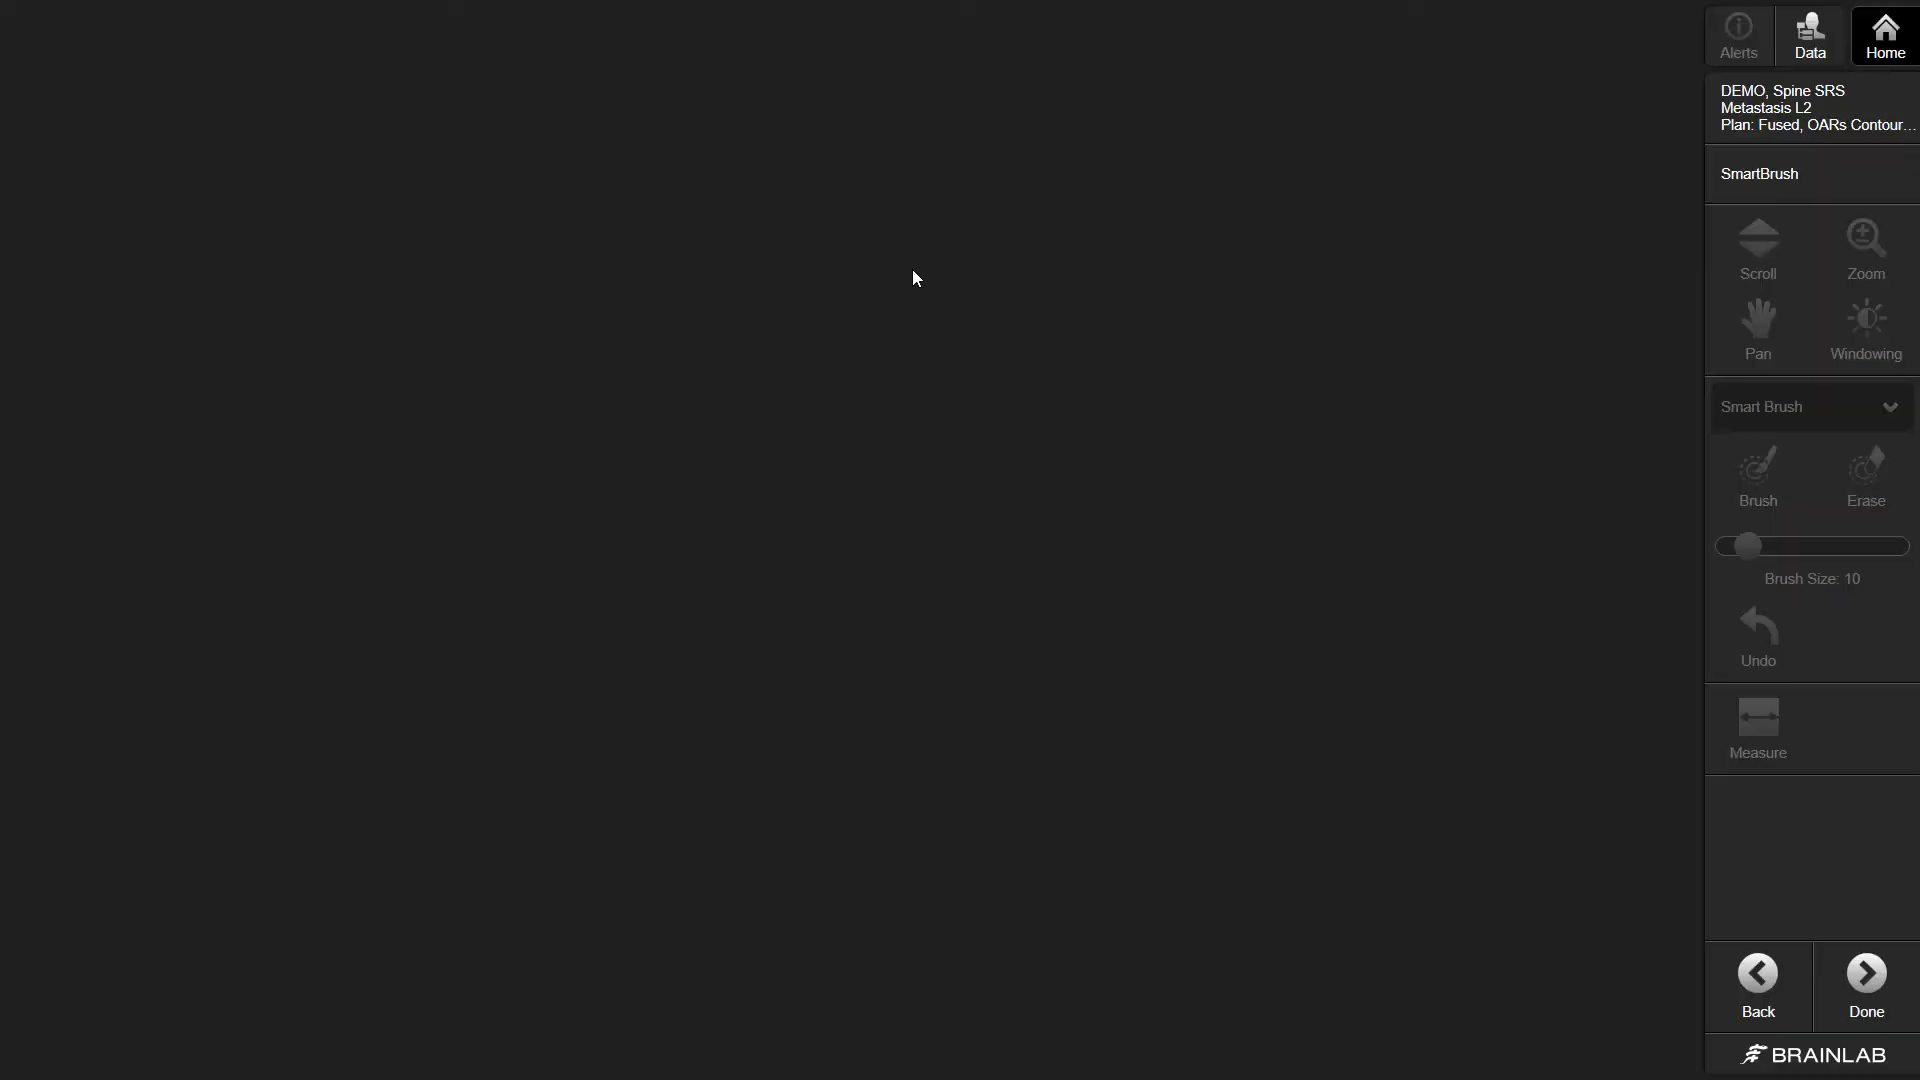 Alerts
Data
Home
DEMO, Spine SRS
Metastasis L2
Plan: Fused, OARs Contour...
SmartBrush
Scroll
Zoom
Pan
Windowing
Smart Brush
Brush
Erase
Brush Size: 10
Undo
Measure
Back
Done
BRAINLAB